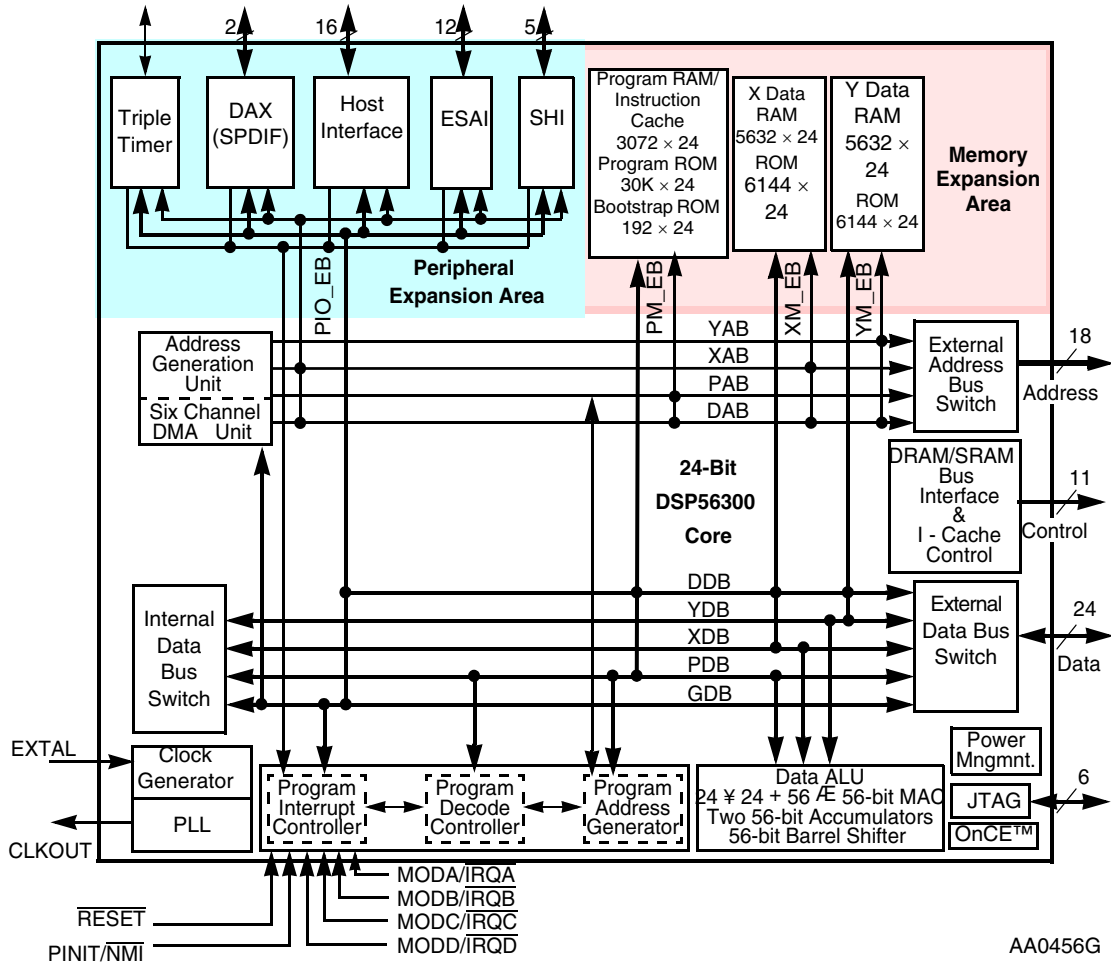 2
16
12
5
Triple
Timer
DAX
(SPDIF)
Host
Interface
ESAI
SHI
Program RAM/
Instruction
Cache
3072 × 24
Program ROM
30K × 24
Bootstrap ROM
192 × 24
X Data
RAM
5632 × 24
ROM
6144 ×
24
Y Data
RAM
5632 ×
24
ROM
6144 × 24
Memory
Expansion
Area
Peripheral
Expansion Area
PIO_EB
PM_EB
XM_EB
YM_EB
Address
Generation
Unit
Six Channel
DMA Unit
YAB
XAB
PAB
DAB
External
Address
Bus
Switch
18
Address
24-Bit
DSP56300
Core
DRAM/SRAM
Bus
Interface
&
I - Cache
Control
11
Control
Internal
Data
Bus
Switch
DDB
YDB
XDB
PDB
GDB
External
Data Bus
Switch
24
Data
EXTAL
Clock
Generator
PLL
CLKOUT
Program
Interrupt
Controller
Program
Decode
Controller
Program
Address
Generator
Data ALU
24 ¥ 24 + 56 Æ 56-bit MAC
Two 56-bit Accumulators
56-bit Barrel Shifter
Power
Mngmnt.
JTAG
OnCE™
6
MODA/IRQA
MODB/IRQB
MODC/IRQC
MODD/IRQD
RESET
PINIT/NMI
AA0456G